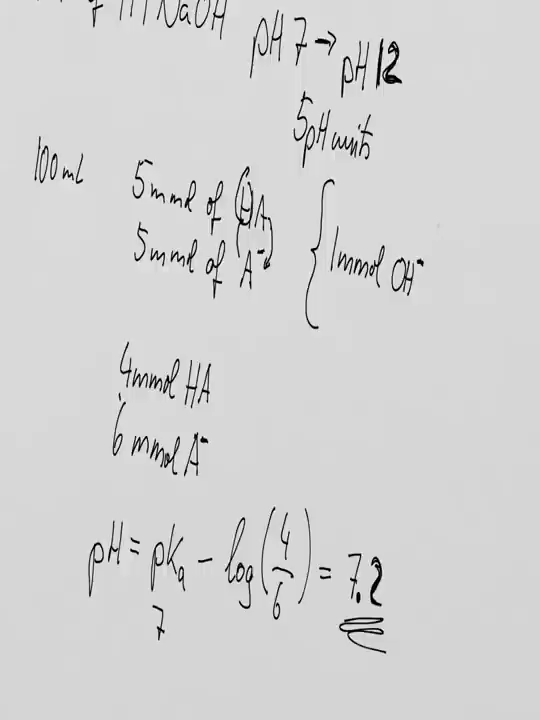 NaOH
pH 7 → pH 12
5 pH units
100 mL
5 mmol of HA
5 mmol of A⁻
1 mmol OH⁻
4 mmol HA
6 mmol A⁻
pH = pKa − log(4/6) = 7.2
7